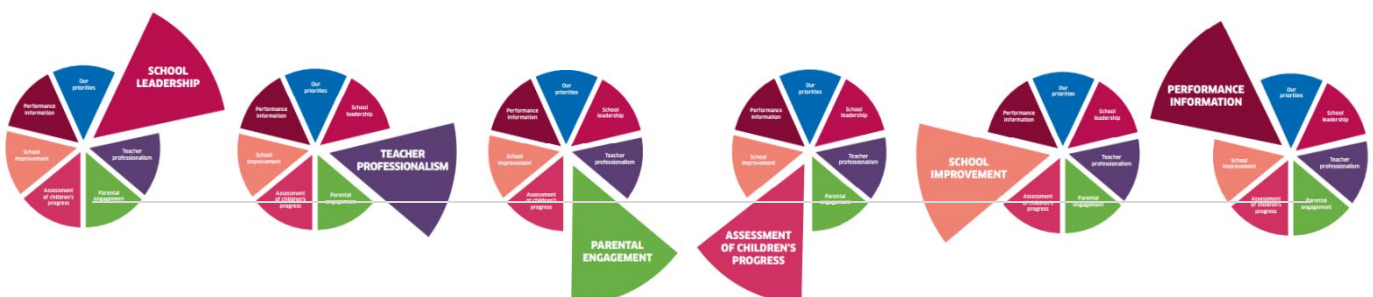 Our
priorities
SCHOOL
LEADERSHIP
Teacher
professionalism
Parental
engagement
Assessment
of children's
progress
School
improvement
Performance
information
Our
priorities
School
leadership
TEACHER
PROFESSIONALISM
Parental
engagement
Assessment
of children's
progress
School
improvement
Performance
information
Our
priorities
School
leadership
Teacher
professionalism
PARENTAL
ENGAGEMENT
Assessment
of children's
progress
School
improvement
Performance
information
Our
priorities
School
leadership
Teacher
professionalism
Parental
engagement
ASSESSMENT
OF CHILDREN'S
PROGRESS
School
improvement
Performance
information
Our
priorities
School
leadership
Teacher
professionalism
Parental
engagement
Assessment
of children's
progress
SCHOOL
IMPROVEMENT
Performance
information
Our
priorities
School
leadership
Teacher
professionalism
Parental
engagement
Assessment
of children's
progress
School
improvement
PERFORMANCE
INFORMATION